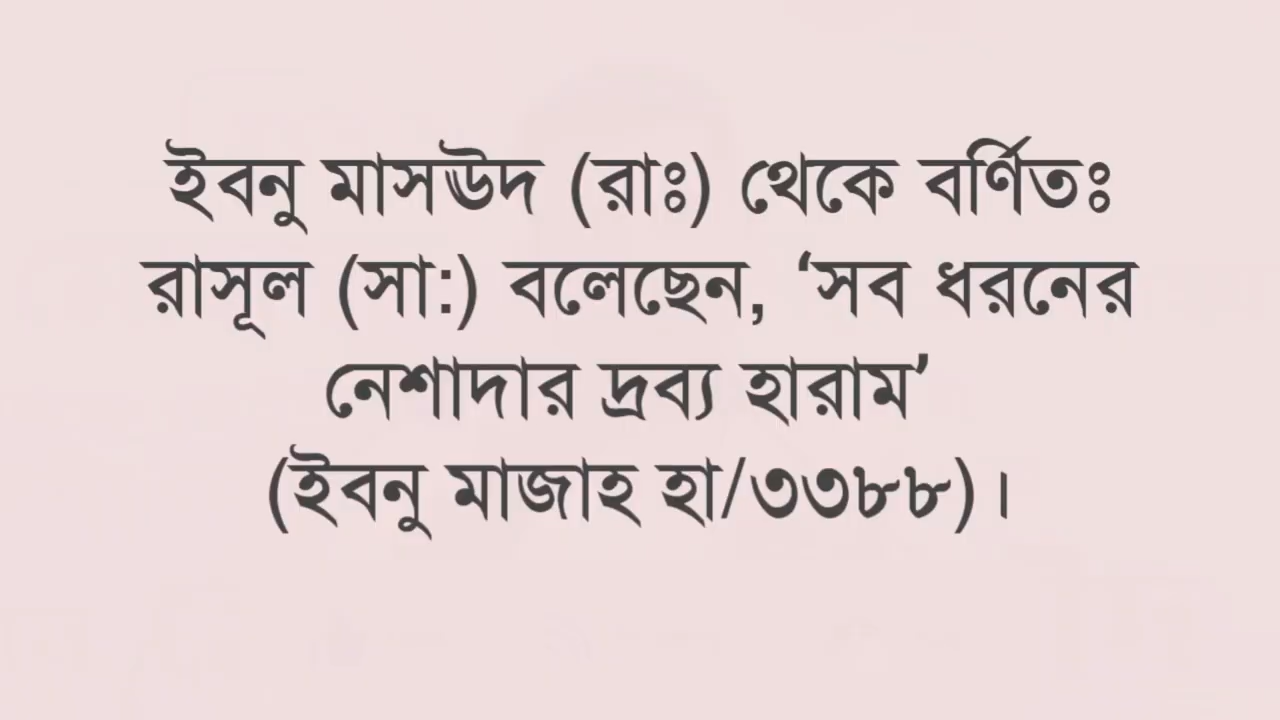 ইবনু মাসঊদ (রাঃ) থেকে বর্ণিতঃ
রাসূল (সা:) বলেছেন, ‘সব ধরনের
নেশাদার দ্রব্য হারাম’
(ইবনু মাজাহ হা/৩৩৮৮)।